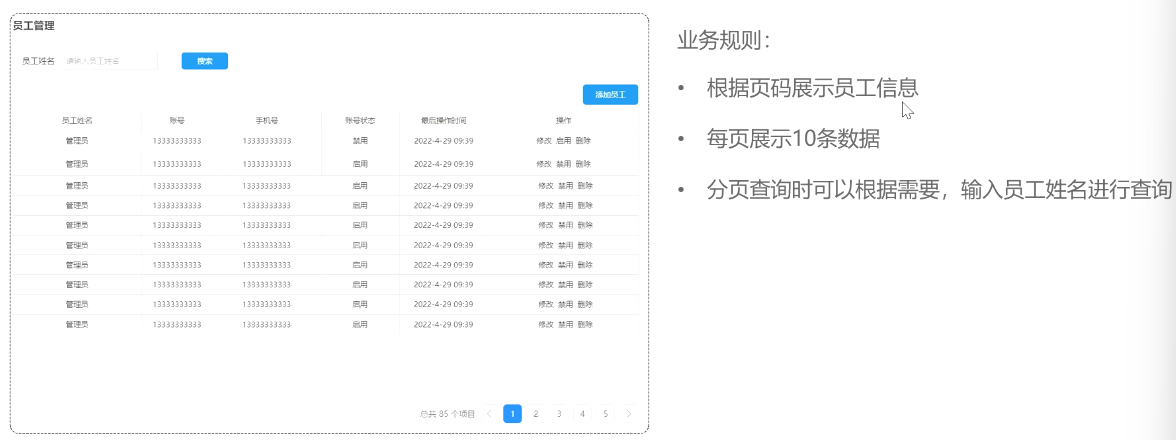 员工管理
员工姓名 请输入员工姓名 搜索
添加员工
员工姓名 账号 手机号 账号状态 最后操作时间 操作
管理员 13333333333 13333333333 禁用 2022-4-29 09:39 修改 启用 删除
管理员 13333333333 13333333333 启用 2022-4-29 09:39 修改 禁用 删除
管理员 13333333333 13333333333 启用 2022-4-29 09:39 修改 禁用 删除
管理员 13333333333 13333333333 启用 2022-4-29 09:39 修改 禁用 删除
管理员 13333333333 13333333333 启用 2022-4-29 09:39 修改 禁用 删除
管理员 13333333333 13333333333 启用 2022-4-29 09:39 修改 禁用 删除
管理员 13333333333 13333333333 启用 2022-4-29 09:39 修改 禁用 删除
管理员 13333333333 13333333333 启用 2022-4-29 09:39 修改 禁用 删除
管理员 13333333333 13333333333 启用 2022-4-29 09:39 修改 禁用 删除
管理员 13333333333 13333333333 启用 2022-4-29 09:39 修改 禁用 删除
总共 85 个项目 < 1 2 3 4 5 >
业务规则：
• 根据页码展示员工信息
• 每页展示10条数据
• 分页查询时可以根据需要，输入员工姓名进行查询